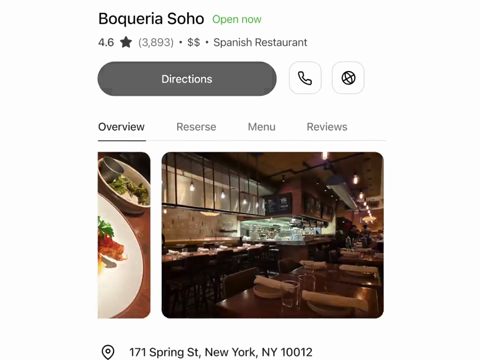 Boqueria Soho Open now
4.6 ★ (3,893) • $$ • Spanish Restaurant
Directions
Overview Reserse Menu Reviews
171 Spring St, New York, NY 10012